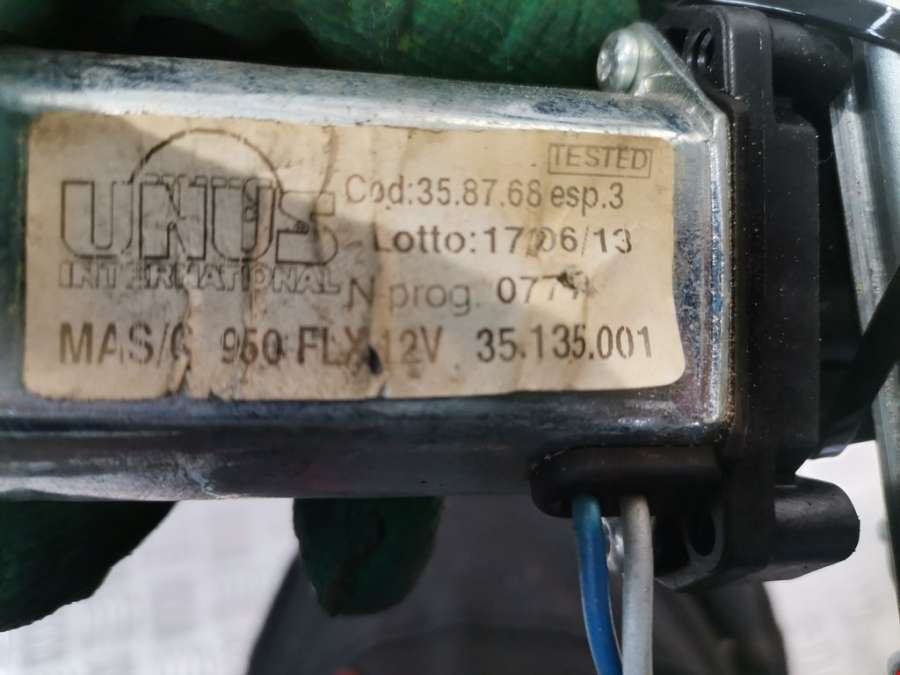 TESTED
UNUS
INTERNATIONAL
Cod:35.87.68 esp.3
Lotto:17/06/13
N prog.
MAS/G 950 FLX 12V 35.135.001